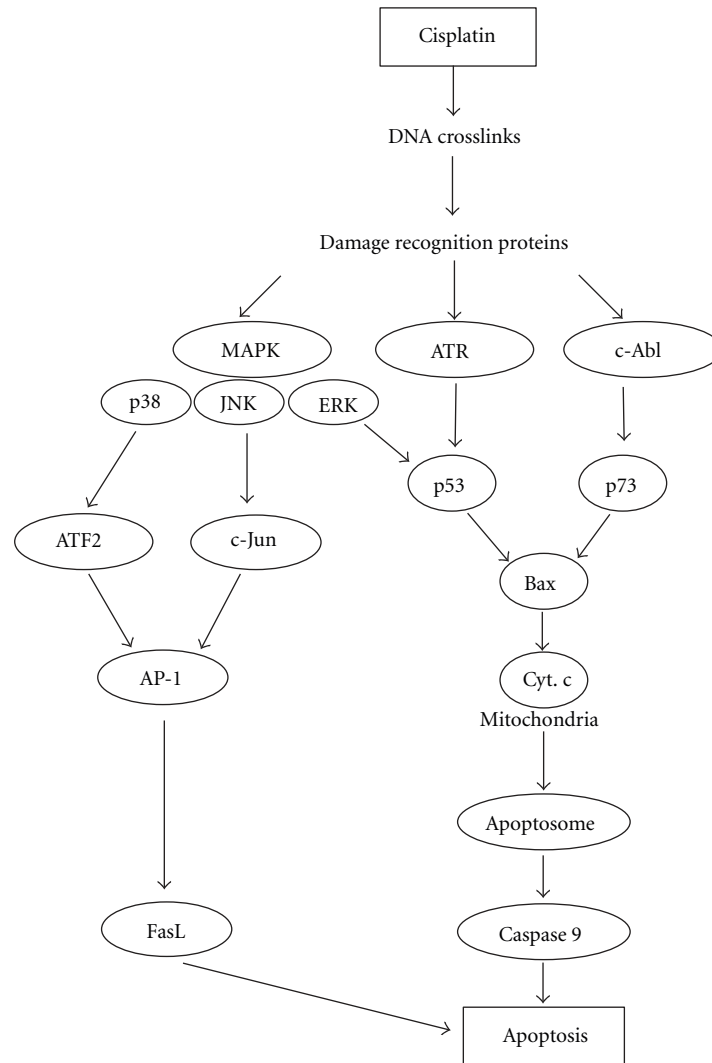 Cisplatin
DNA crosslinks
Damage recognition proteins
MAPK
ATR
c-Abl
p38
JNK
ERK
p53
p73
ATF2
c-Jun
Bax
AP-1
Cyt. c
Mitochondria
Apoptosome
FasL
Caspase 9
Apoptosis